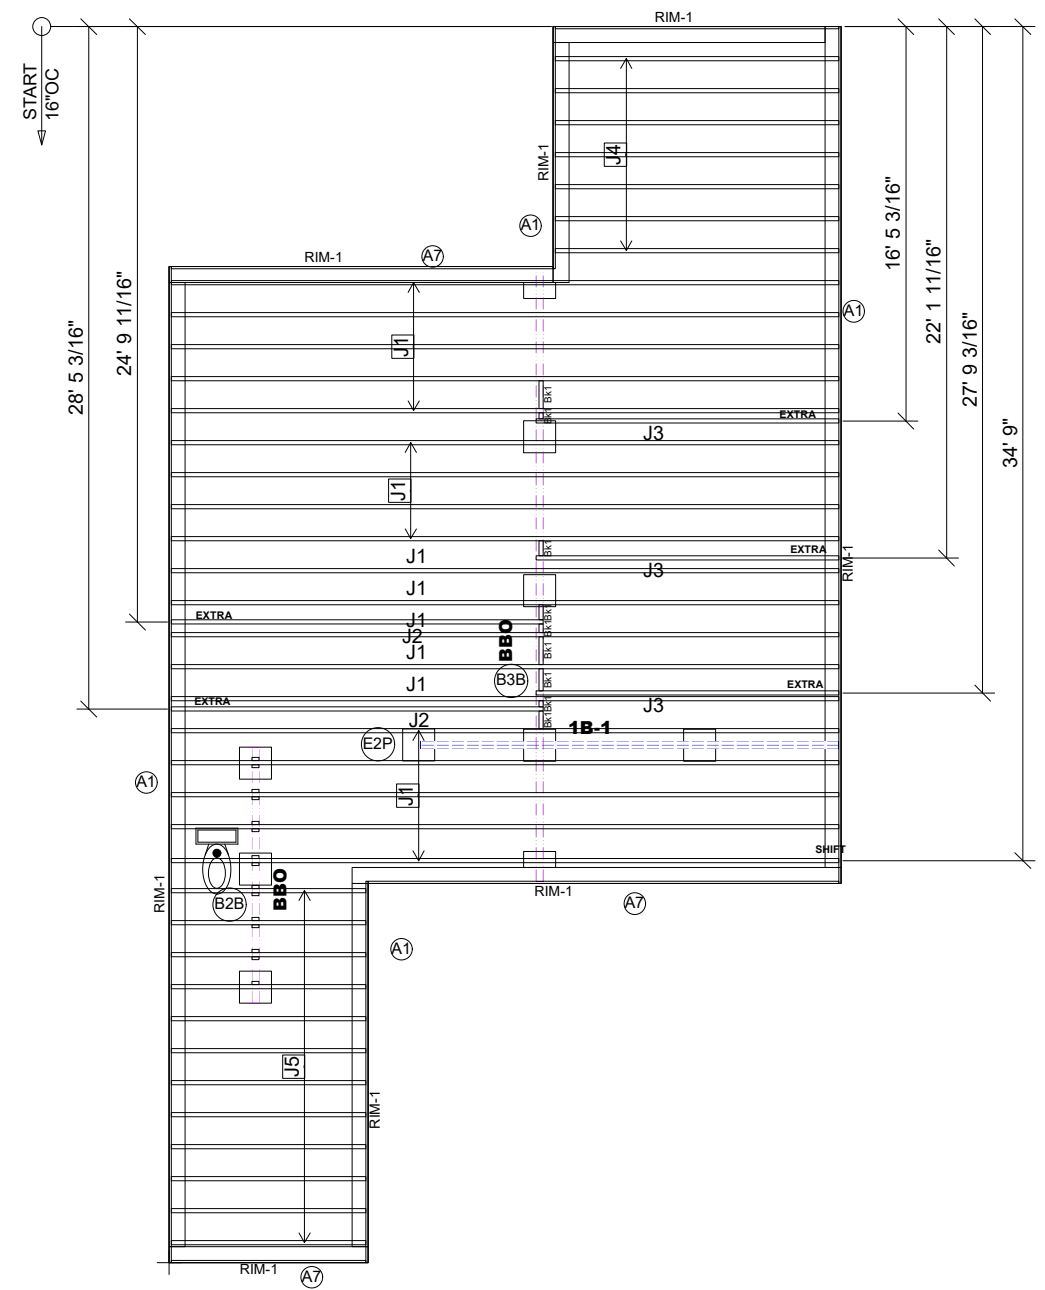 RIM-1
START
16"OC
J4
RIM-1
A1
16' 5 3/16"
RIM-1
A7
22' 1 11/16"
24' 9 11/16"
28' 5 3/16"
27' 9 3/16"
34' 9"
A1
J1
Bk1
Bk1
EXTRA
J3
J1
Bk1
EXTRA
J1
J3
RIM-1
J1
EXTRA
J1
Bk1
Bk1
J2
J1
BBO
Bk1
J1
B3B
Bk1
EXTRA
EXTRA
J3
Bk1
Bk1
J2
1B-1
E2P
A1
J1
SHIFT
RIM-1
BBO
B2B
RIM-1
A7
A1
J5
RIM-1
RIM-1
A7